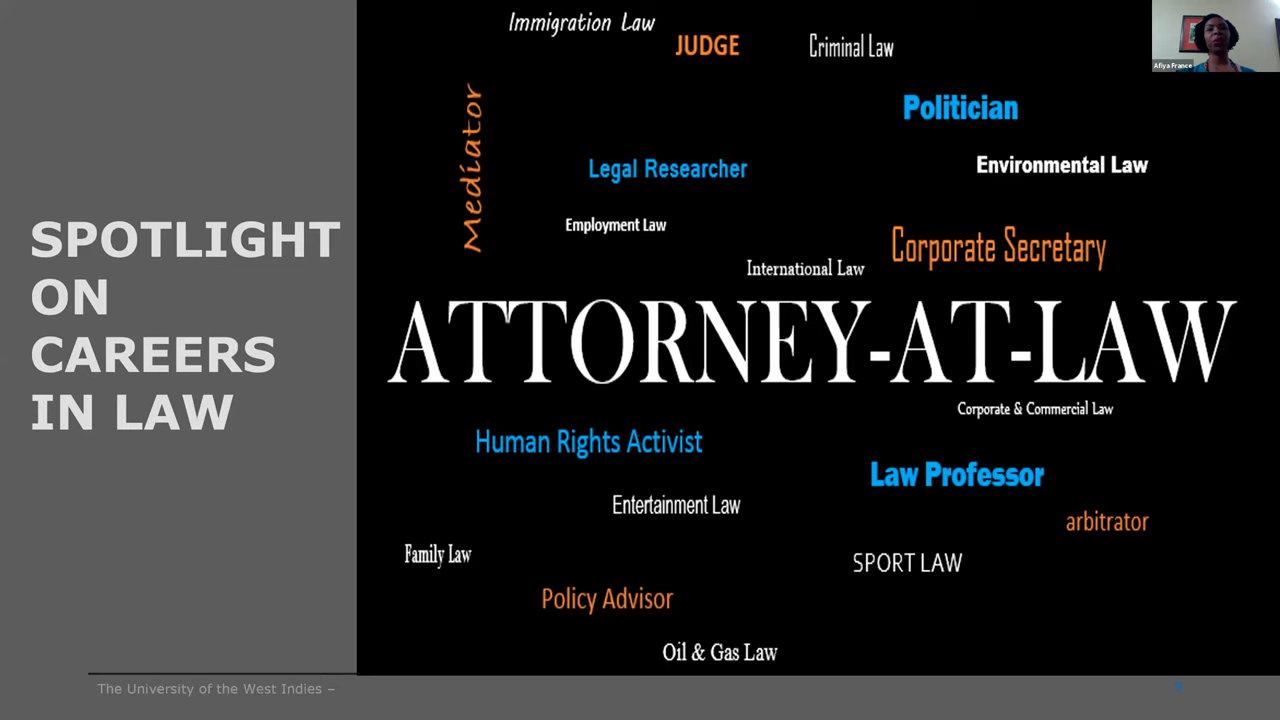 SPOTLIGHT
ON
CAREERS
IN LAW
Immigration Law
JUDGE
Criminal Law
Afiya France
Mediator
Politician
Legal Researcher
Environmental Law
Employment Law
Corporate Secretary
International Law
ATTORNEY-AT-LAW
Corporate & Commercial Law
Human Rights Activist
Law Professor
Entertainment Law
arbitrator
Family Law
SPORT LAW
Policy Advisor
Oil & Gas Law
The University of the West Indies –